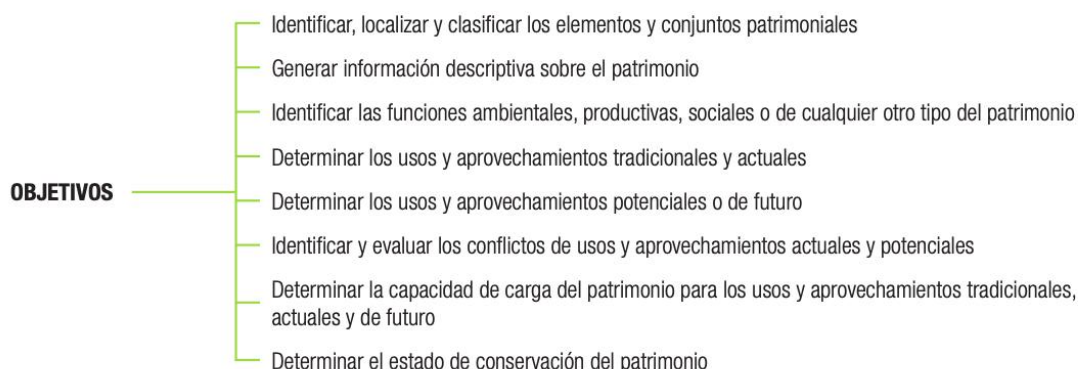 Identificar, localizar y clasificar los elementos y conjuntos patrimoniales
Generar información descriptiva sobre el patrimonio
Identificar las funciones ambientales, productivas, sociales o de cualquier otro tipo del patrimonio
Determinar los usos y aprovechamientos tradicionales y actuales
OBJETIVOS
Determinar los usos y aprovechamientos potenciales o de futuro
Identificar y evaluar los conflictos de usos y aprovechamientos actuales y potenciales
Determinar la capacidad de carga del patrimonio para los usos y aprovechamientos tradicionales,
actuales y de futuro
Determinar el estado de conservación del patrimonio